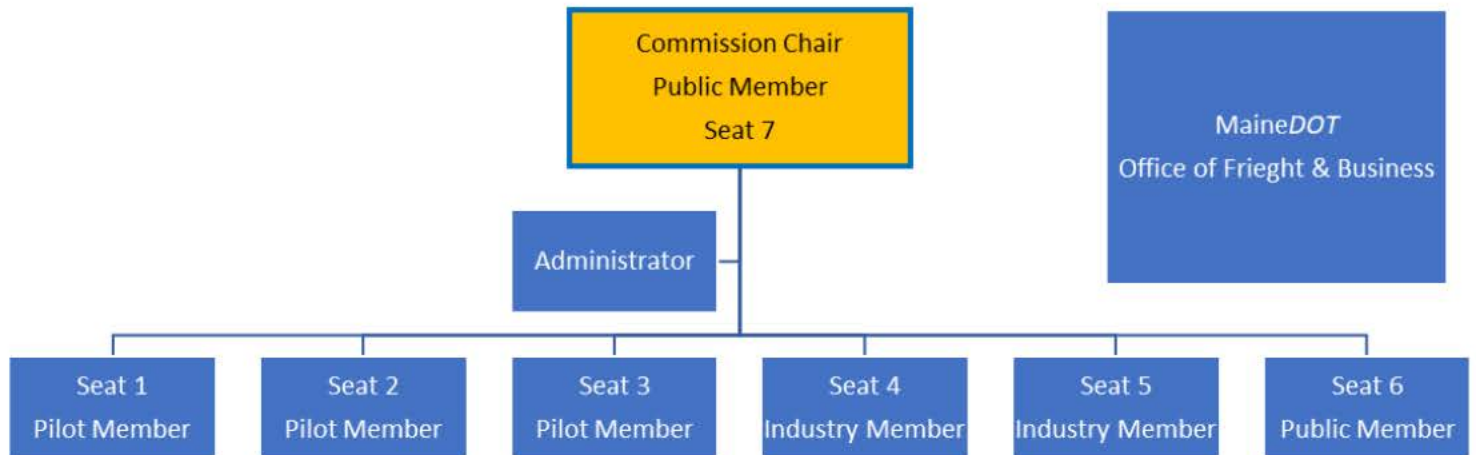 Commission Chair
Public Member
Seat 7
MaineDOT
Office of Frieght & Business
Administrator
Seat 1
Pilot Member
Seat 2
Pilot Member
Seat 3
Pilot Member
Seat 4
Industry Member
Seat 5
Industry Member
Seat 6
Public Member